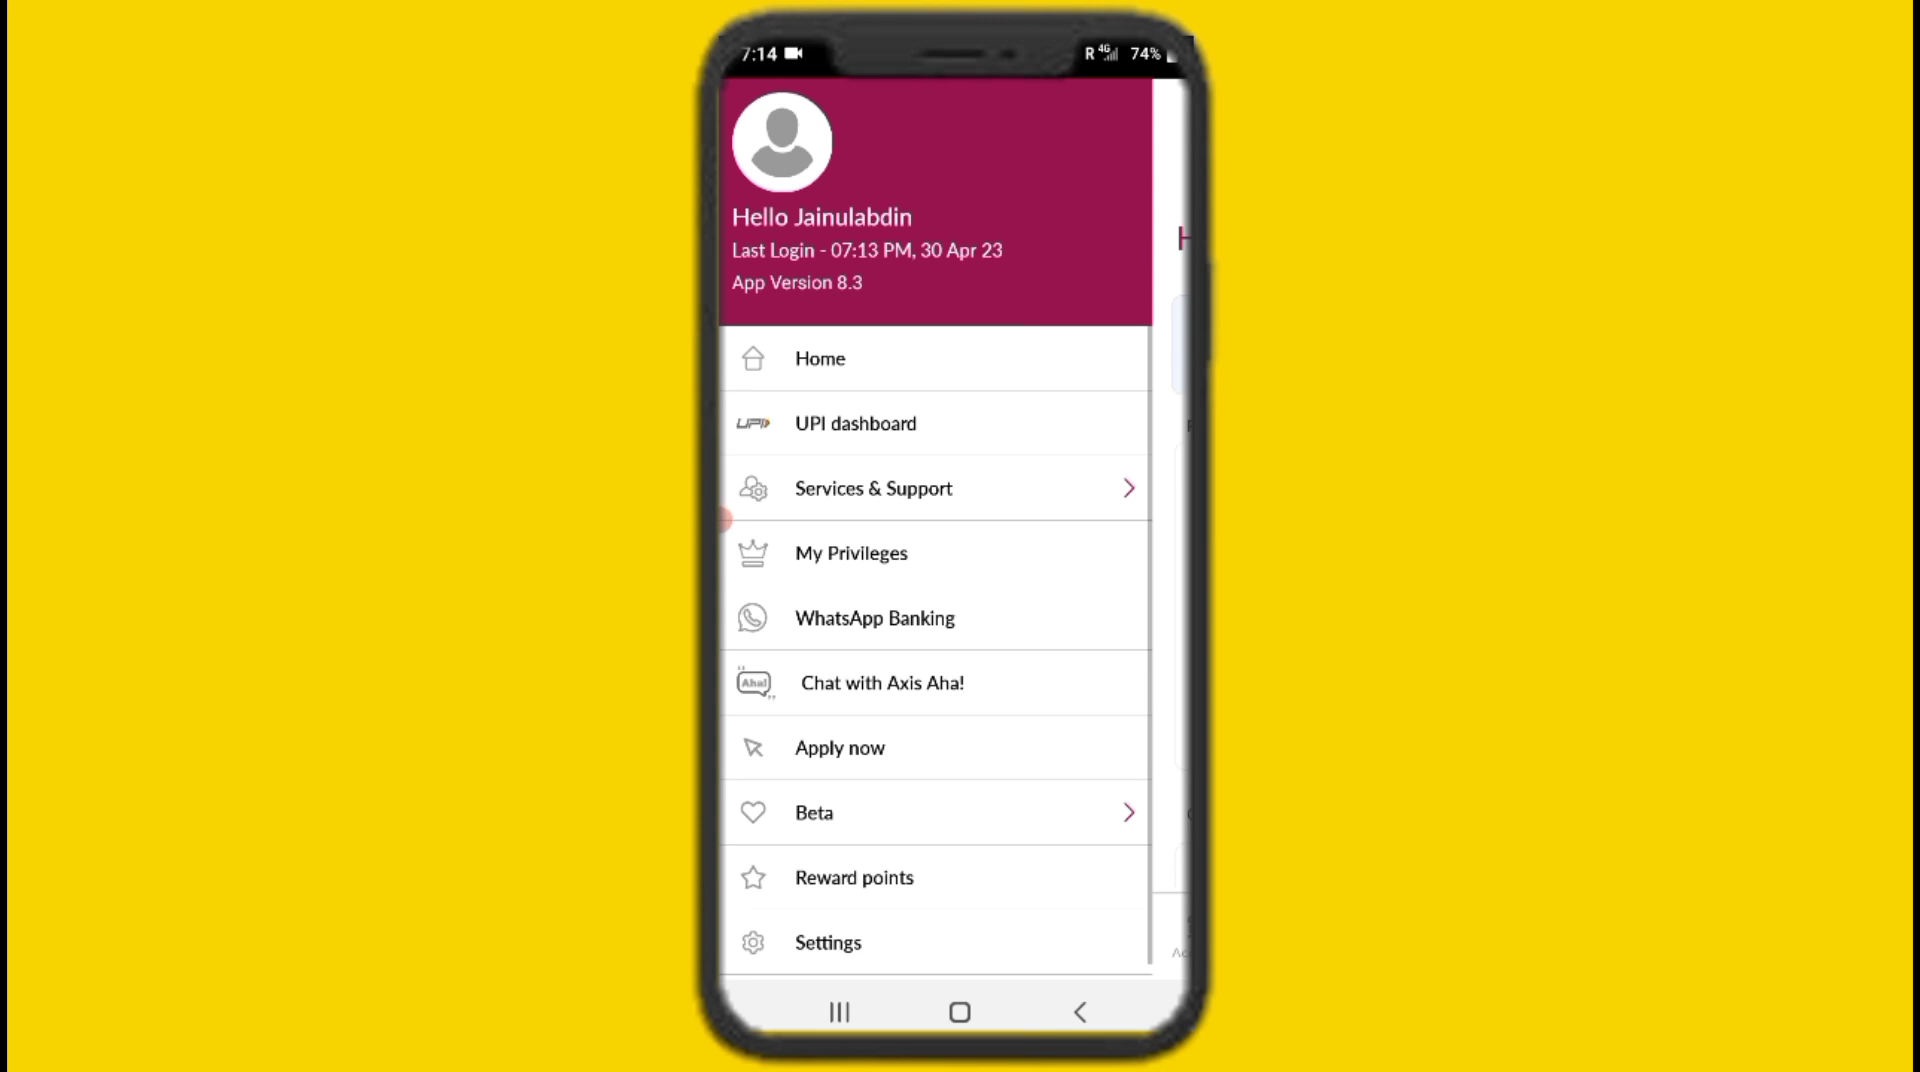 7:14 R 4G 74%
Hello Jainulabdin
Last Login - 07:13 PM, 30 Apr 23
App Version 8.3
Home
UPI UPI dashboard
Services & Support
My Privileges
WhatsApp Banking
Aha! Chat with Axis Aha!
Apply now
Beta
Reward points
Settings